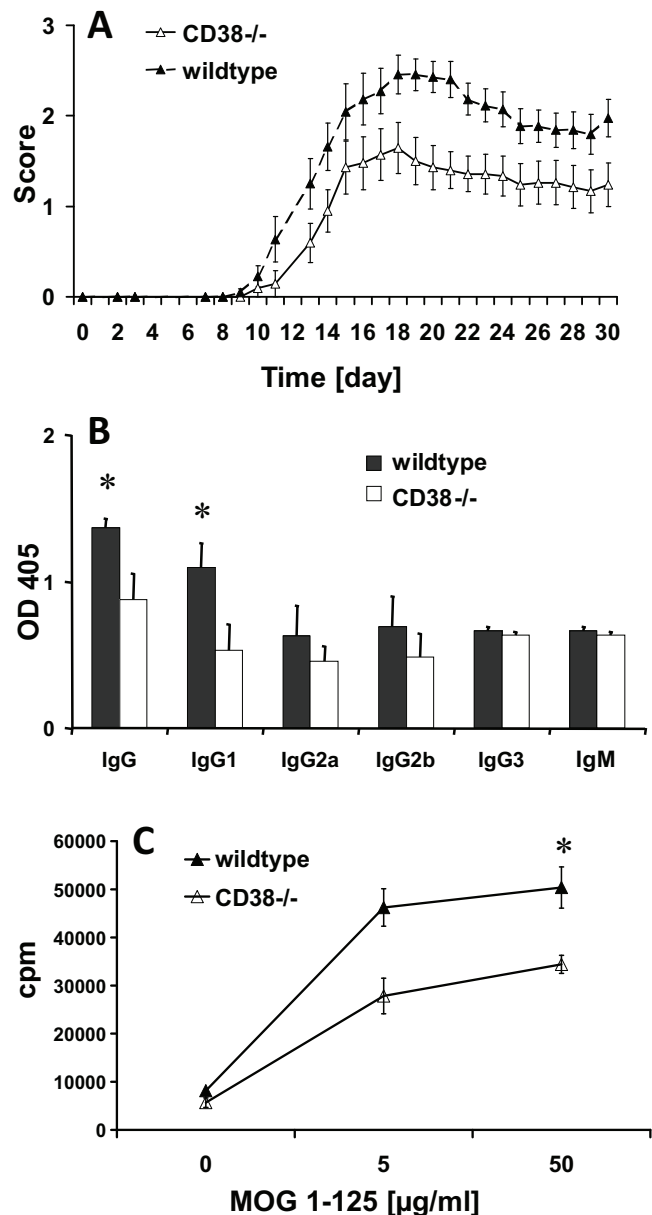 A
CD38-/-
wildtype
3
2
1
0
Score
0 2 4 6 8 10 12 14 16 18 20 22 24 26 28 30
Time [day]
B
wildtype
CD38-/-
2
1
0
OD 405
* *
IgG IgG1 IgG2a IgG2b IgG3 IgM
C
wildtype
CD38-/-
*
60000
50000
40000
30000
20000
10000
0
cpm
0 5 50
MOG 1-125 [µg/ml]